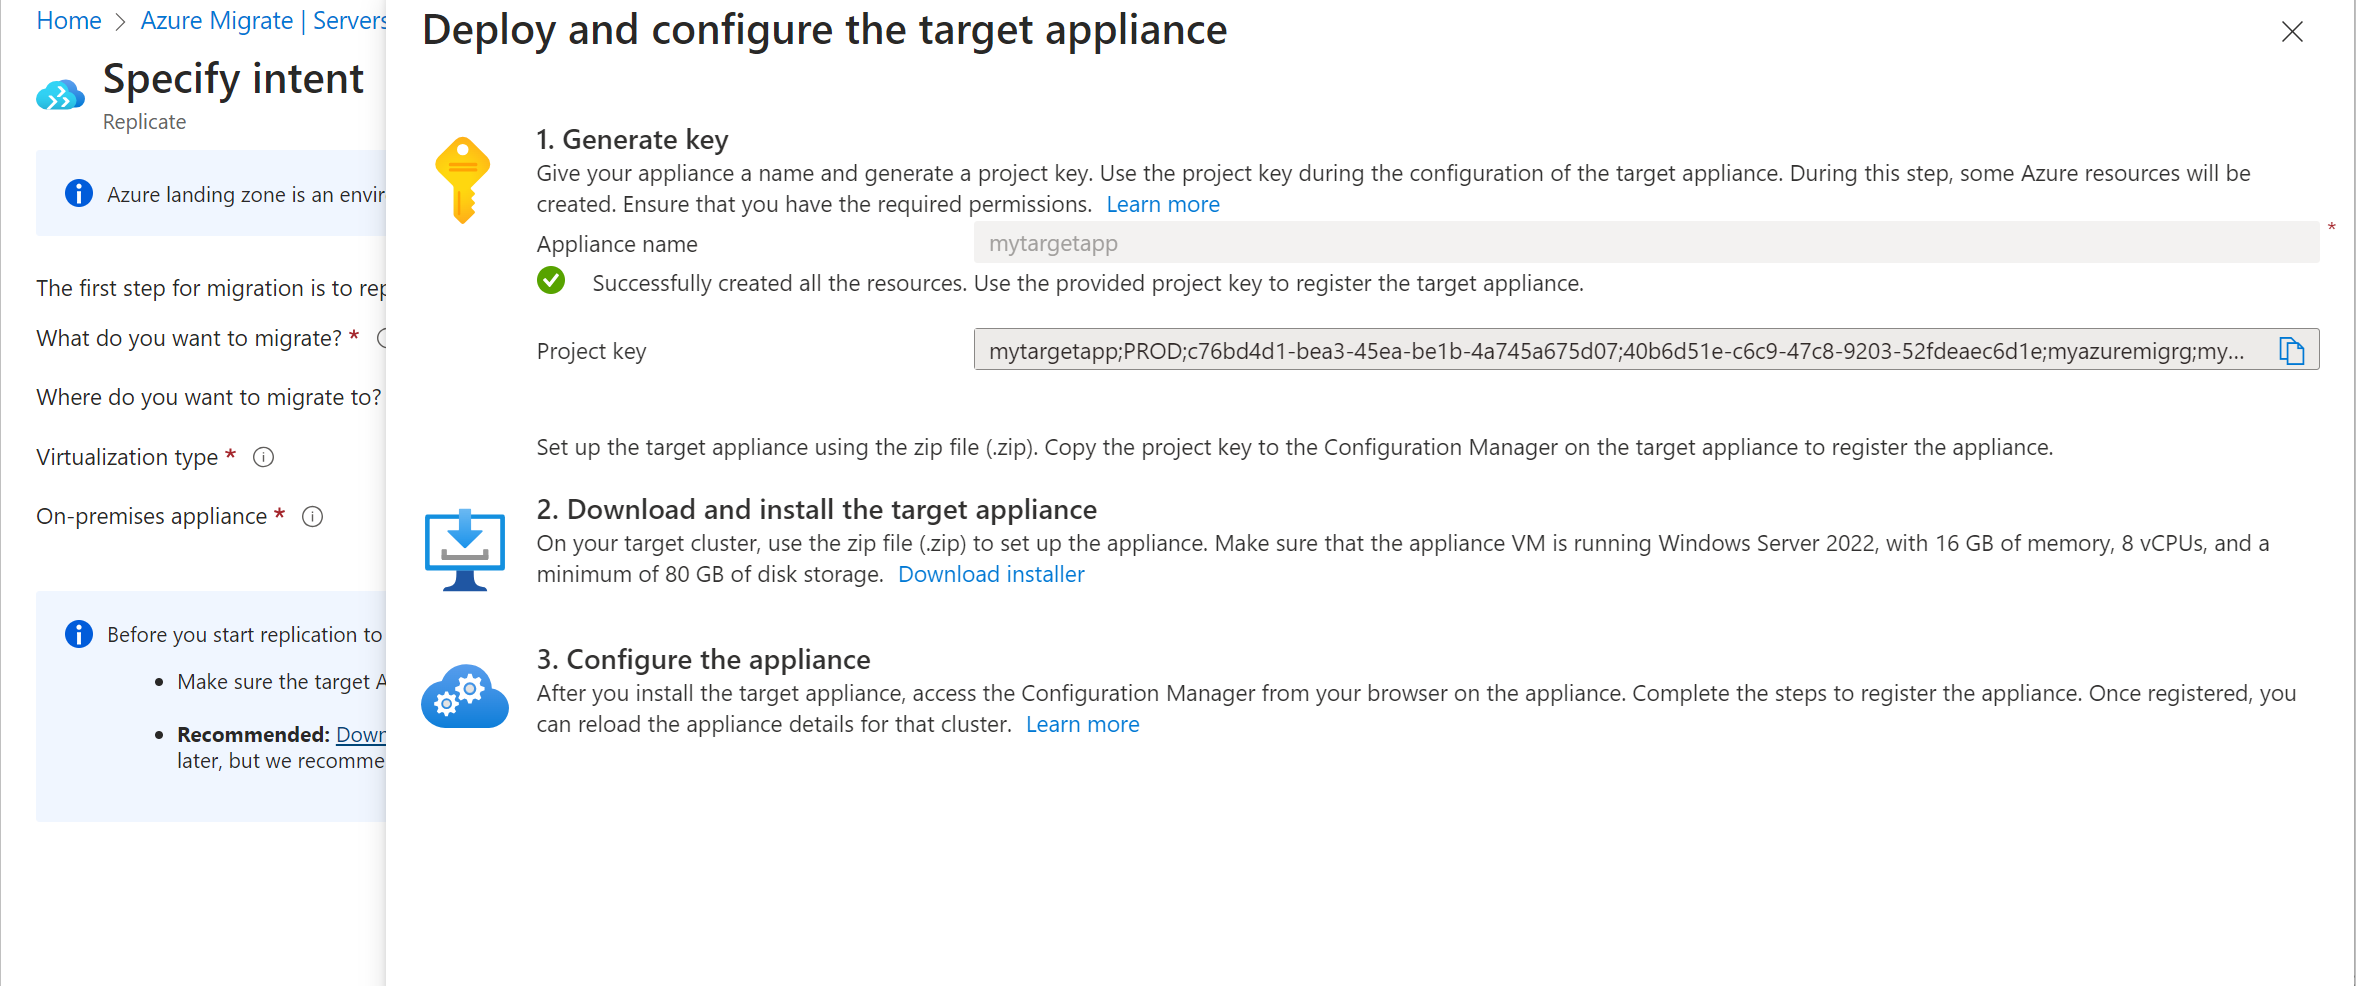 Home > Azure Migrate | Servers
Specify intent
Replicate
Azure landing zone is an envir
The first step for migration is to rep
What do you want to migrate? *
Where do you want to migrate to?
Virtualization type *
On-premises appliance *
Before you start replication to
• Make sure the target A
• Recommended: Down
later, but we recomme
Deploy and configure the target appliance
1. Generate key
Give your appliance a name and generate a project key. Use the project key during the configuration of the target appliance. During this step, some Azure resources will be
created. Ensure that you have the required permissions. Learn more
Appliance name mytargetapp *
Successfully created all the resources. Use the provided project key to register the target appliance.
Project key mytargetapp;PROD;c76bd4d1-bea3-45ea-be1b-4a745a675d07;40b6d51e-c6c9-47c8-9203-52fdeaec6d1e;myazuremigrg;my...
Set up the target appliance using the zip file (.zip). Copy the project key to the Configuration Manager on the target appliance to register the appliance.
2. Download and install the target appliance
On your target cluster, use the zip file (.zip) to set up the appliance. Make sure that the appliance VM is running Windows Server 2022, with 16 GB of memory, 8 vCPUs, and a
minimum of 80 GB of disk storage. Download installer
3. Configure the appliance
After you install the target appliance, access the Configuration Manager from your browser on the appliance. Complete the steps to register the appliance. Once registered, you
can reload the appliance details for that cluster. Learn more